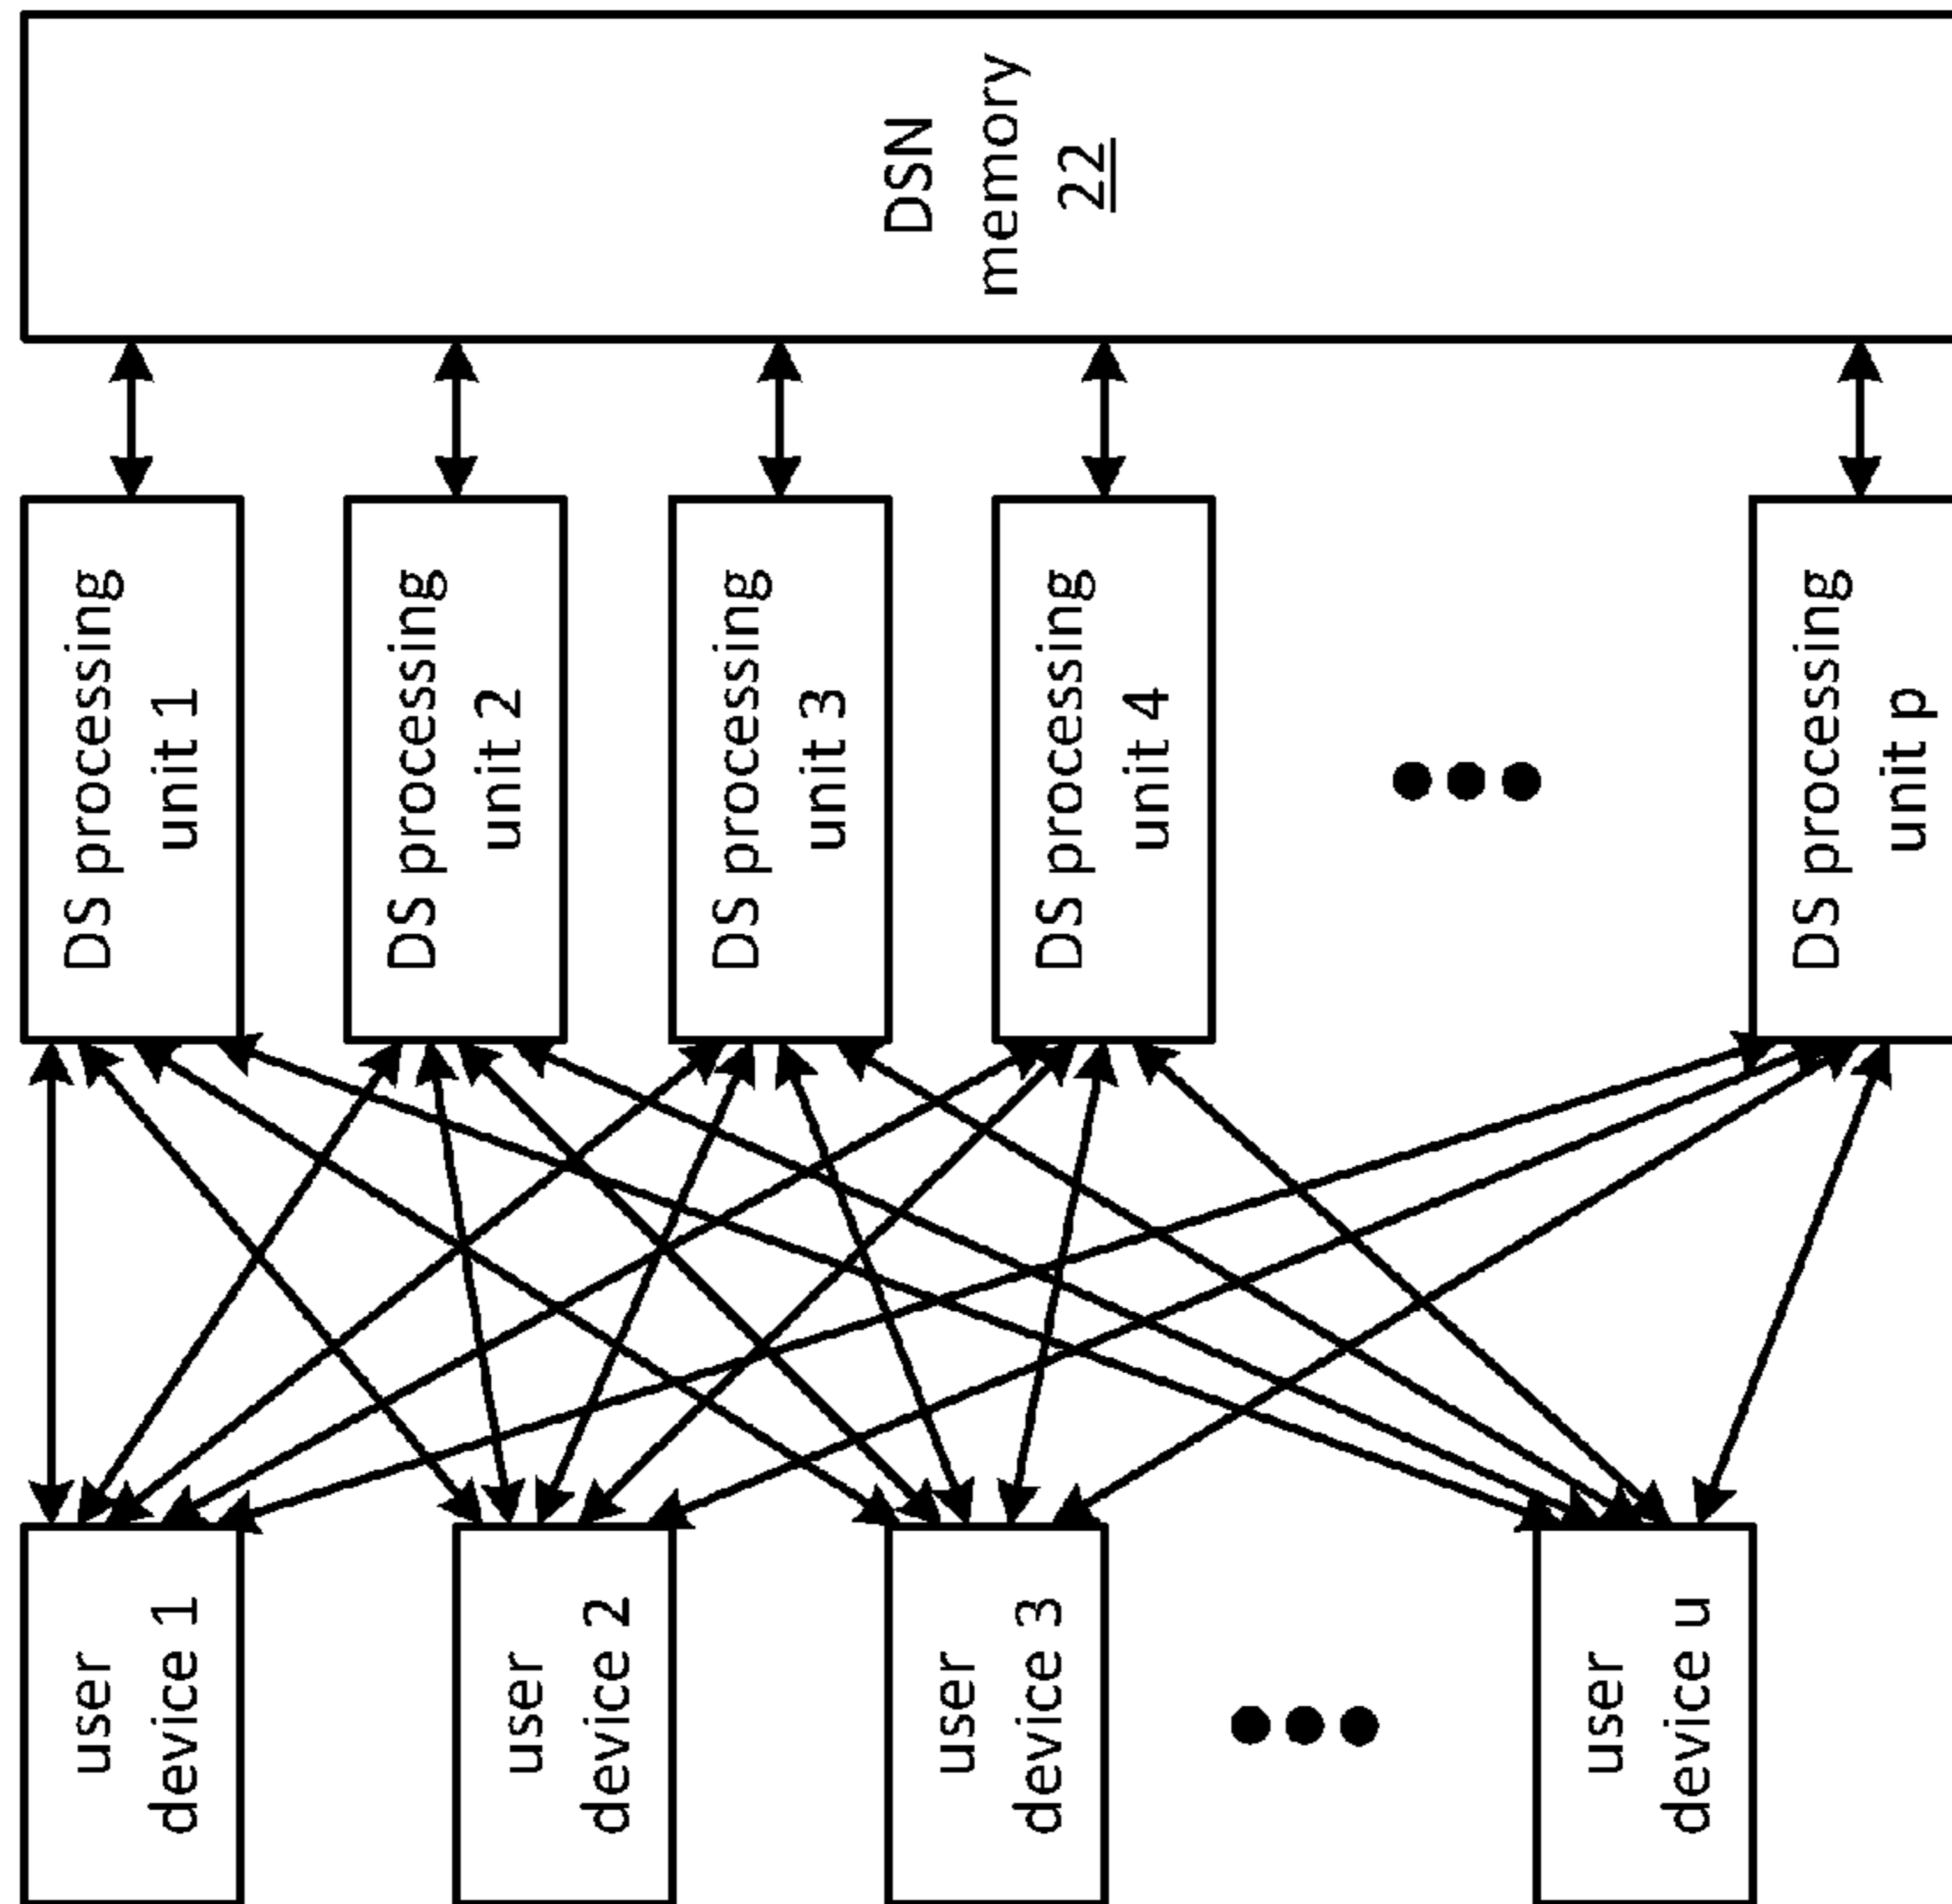 user
device 1
user
device 2
user
device 3
user
device u
DS processing
unit 1
DS processing
unit 2
DS processing
unit 3
DS processing
unit 4
DS processing
unit p
DSN
memory
22